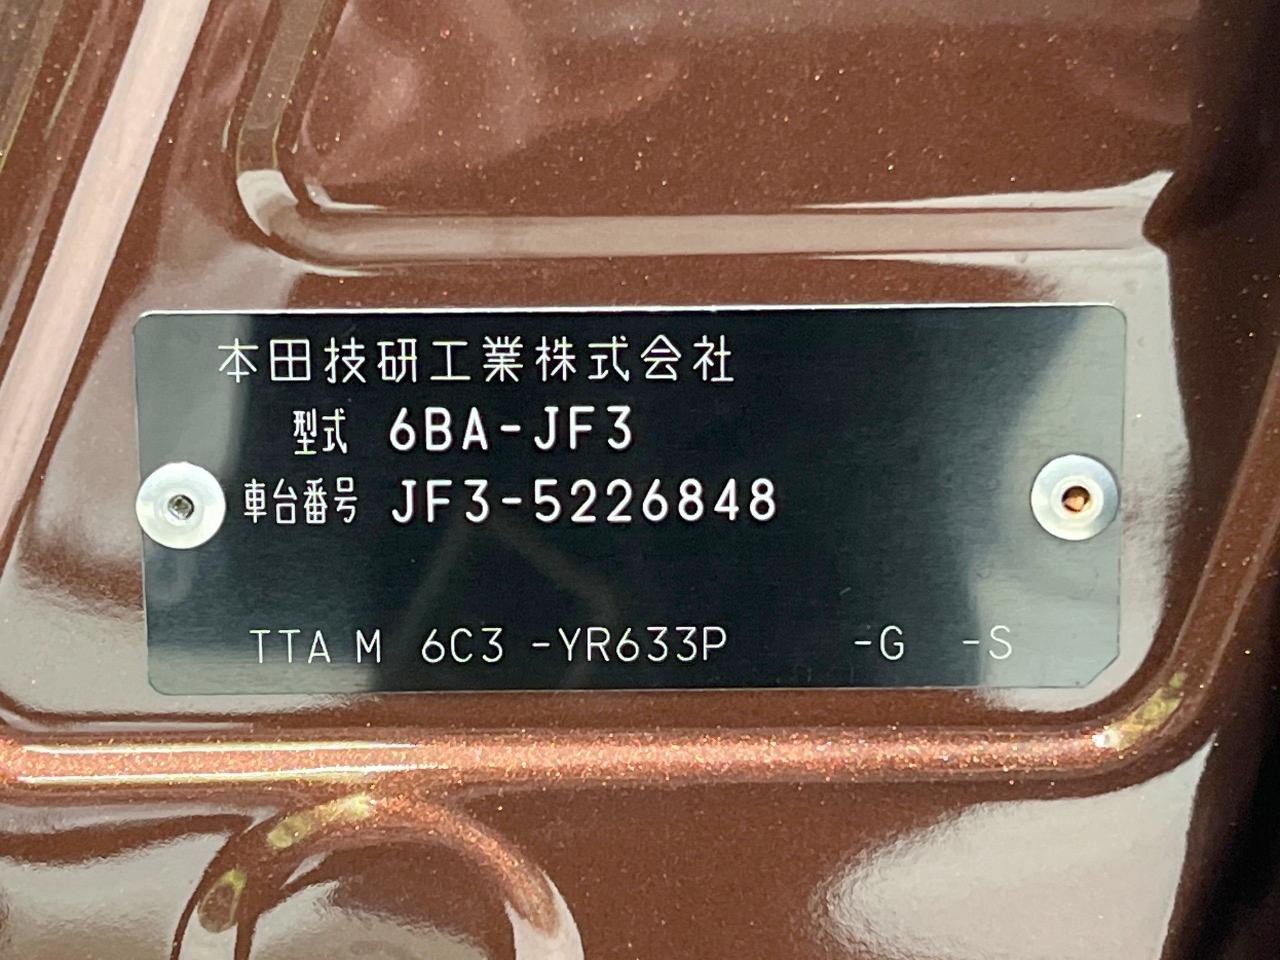 本田技研工業株式会社
型式 6BA-JF3
車台番号 JF3-5226848
TTA M 6C3 -YR633P -G -S